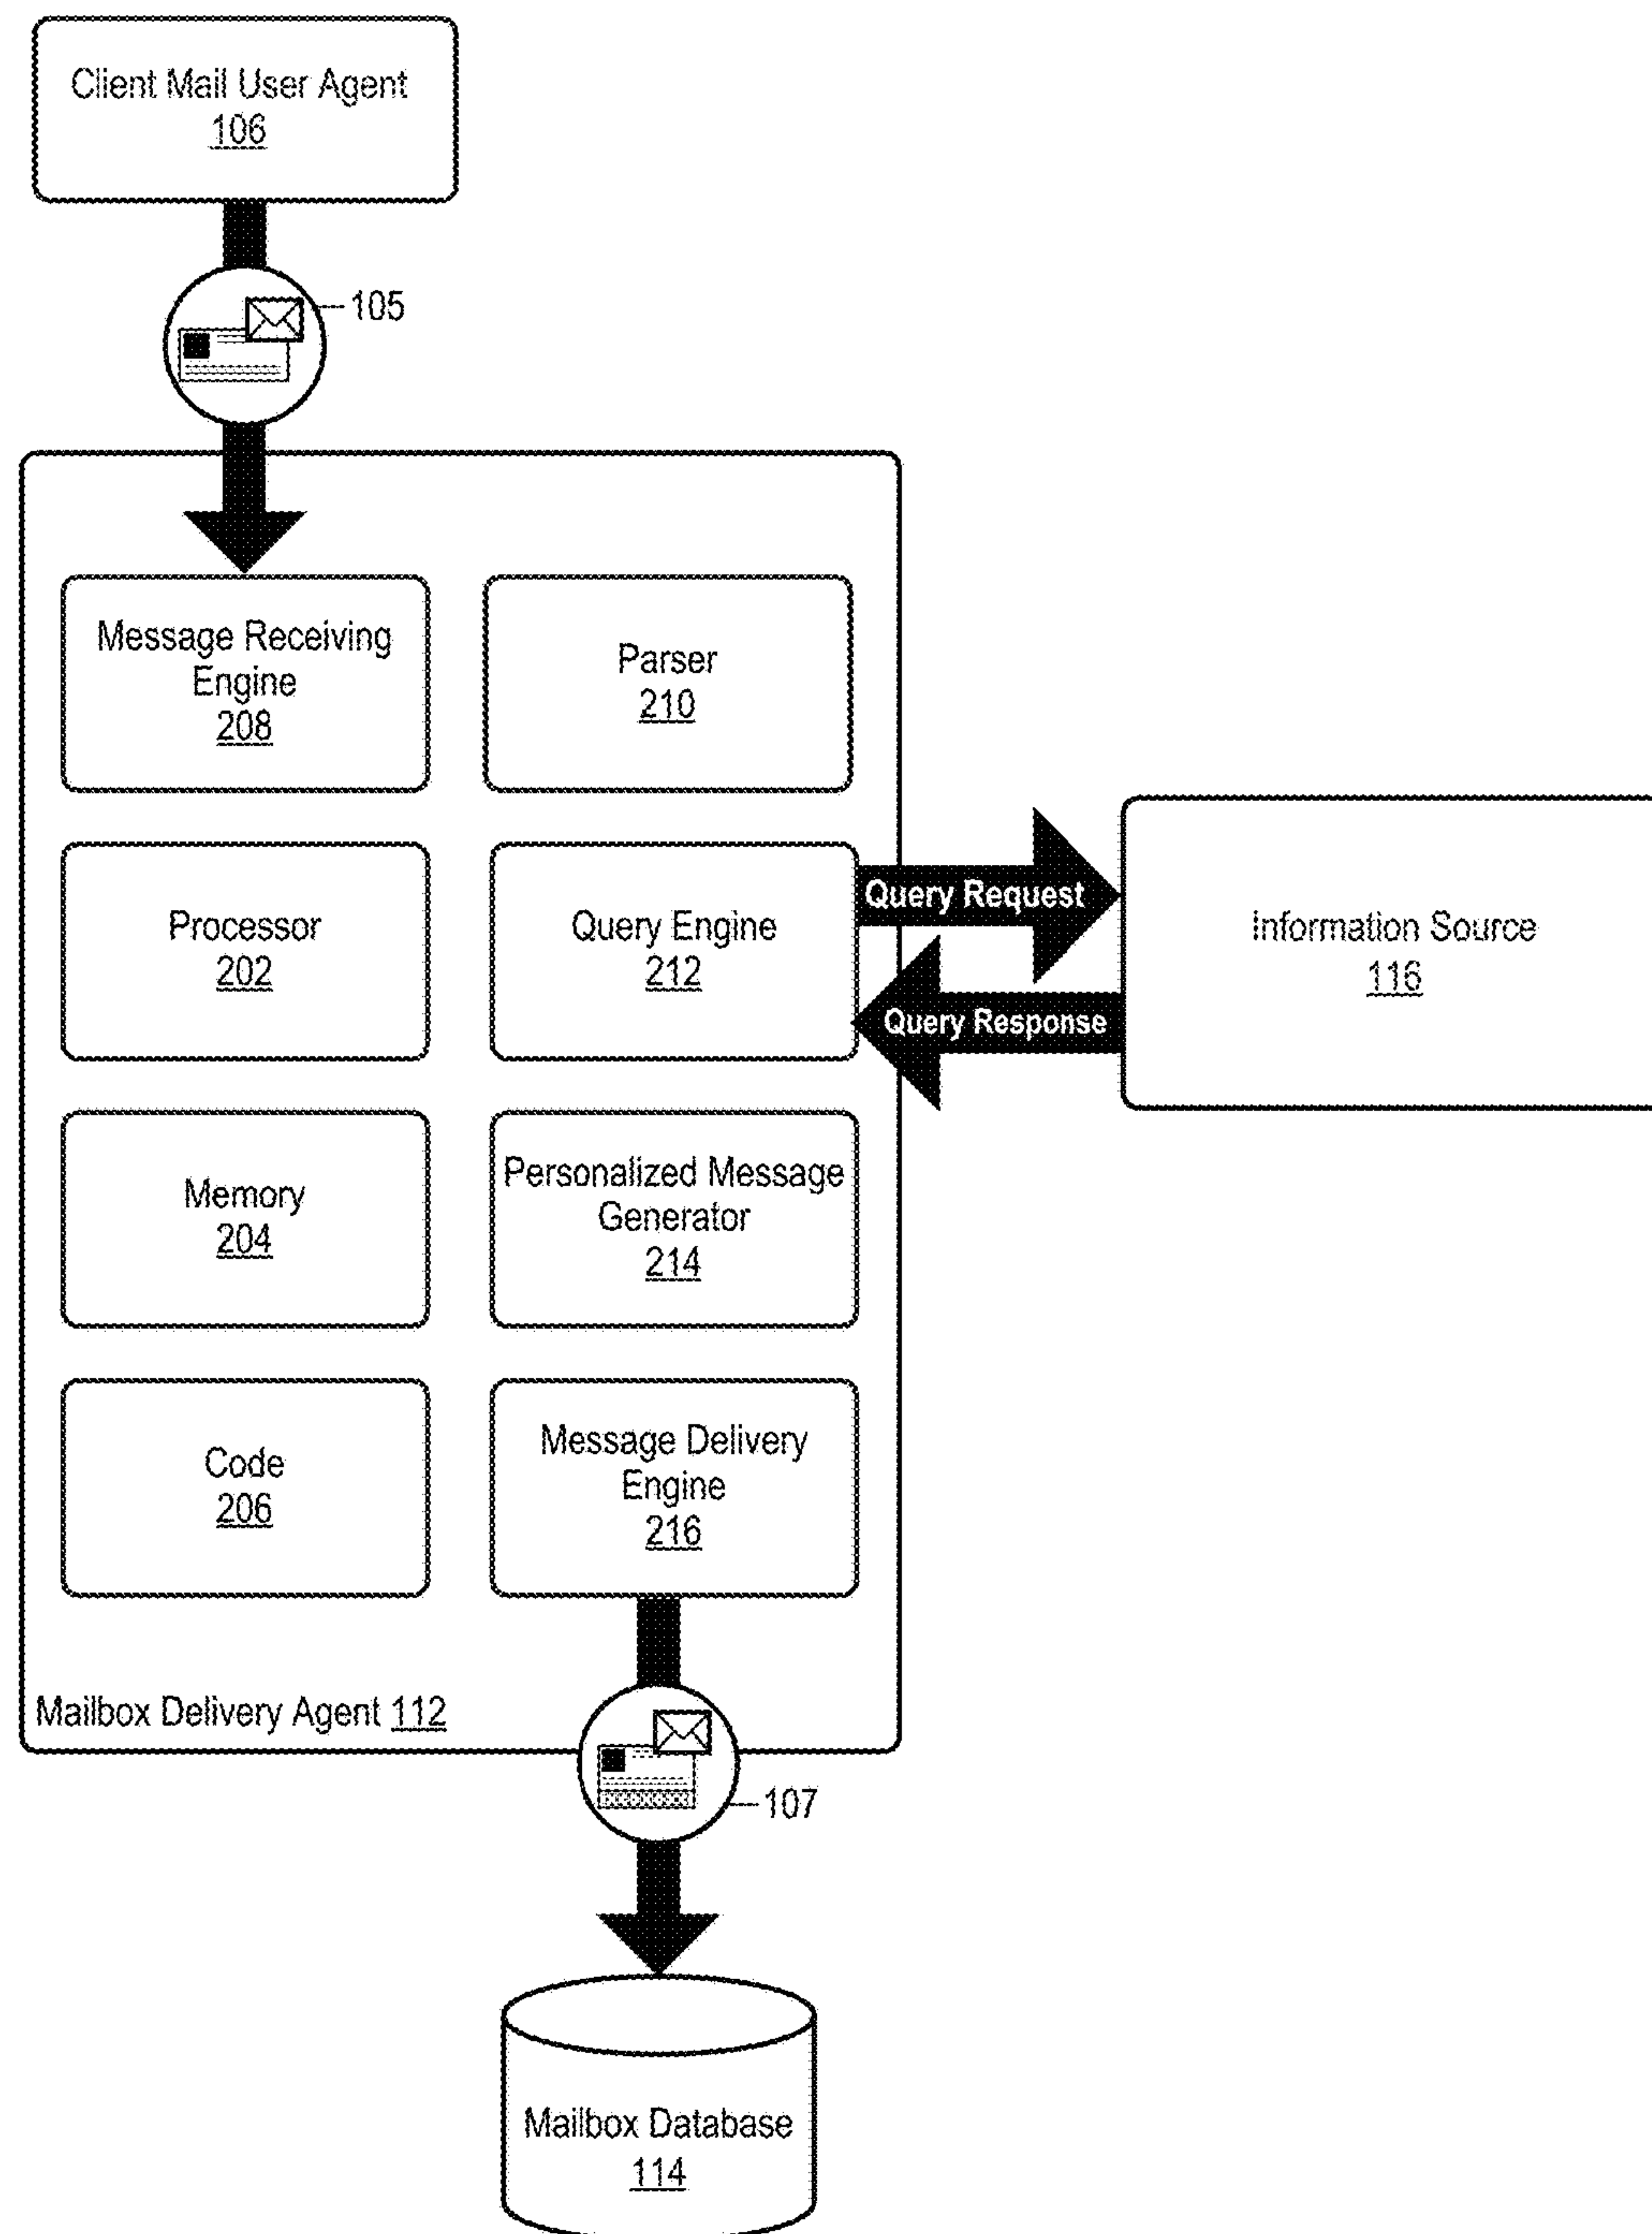 Client Mail User Agent
106
105
Message Receiving
Engine
208
Parser
210
Processor
202
Query Engine
212
Query Request
Query Response
Information Source
116
Memory
204
Personalized Message
Generator
214
Code
206
Message Delivery
Engine
216
Mailbox Delivery Agent 112
107
Mailbox Database
114